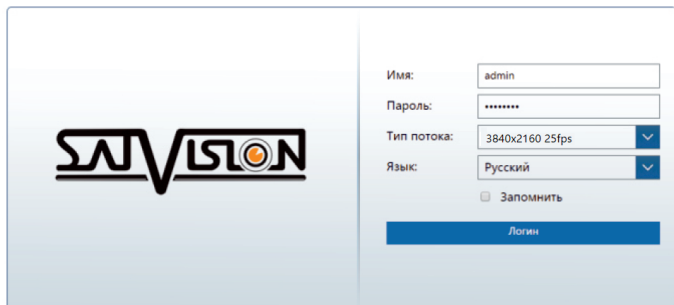 SATVISION
Имя: admin
Пароль: ••••••••
Тип потока: 3840x2160 25fps
Язык: Русский
Запомнить
Логин